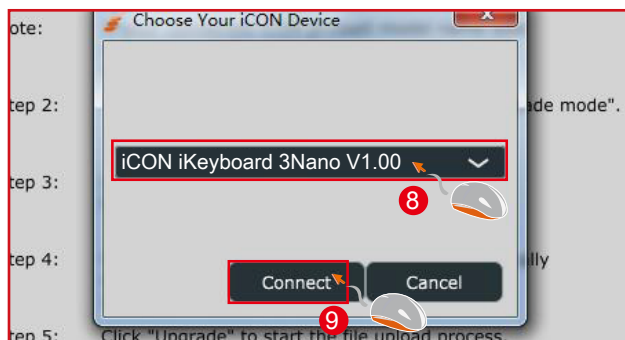 Choose Your iCON Device
x
ote:
tep 2:
ade mode".
iCON iKeyboard 3Nano V1.00
tep 3:
8
tep 4:
lly
Connect
Cancel
9
tep 5:
Click "Upgrade" to start the file upload process.